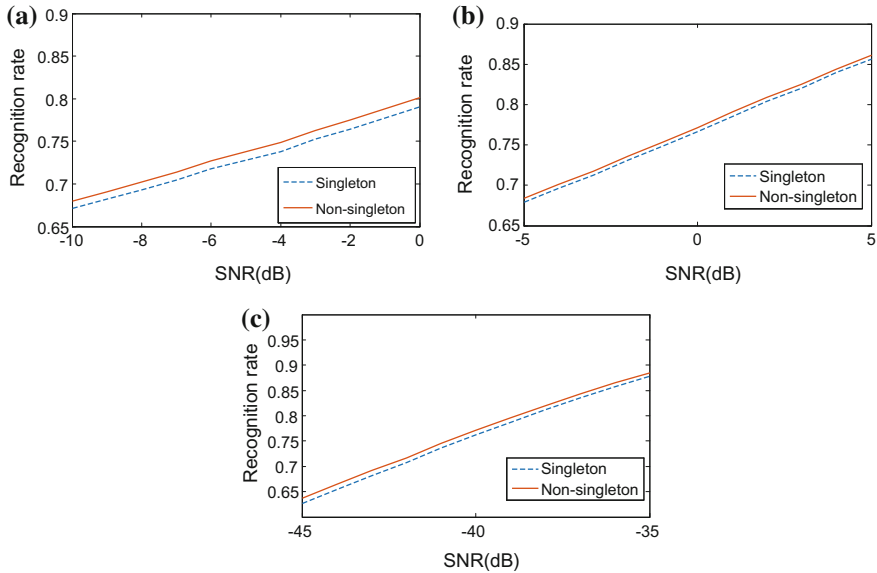 (a)
0.9
0.85
0.8
0.75
0.7
0.65
Recognition rate
-10
-8
-6
-4
-2
0
SNR(dB)
Singleton
Non-singleton
(b)
0.9
0.85
0.8
0.75
0.7
0.65
Recognition rate
-5
0
5
SNR(dB)
Singleton
Non-singleton
(c)
0.95
0.9
0.85
0.8
0.75
0.7
0.65
Recognition rate
-45
-40
-35
SNR(dB)
Singleton
Non-singleton